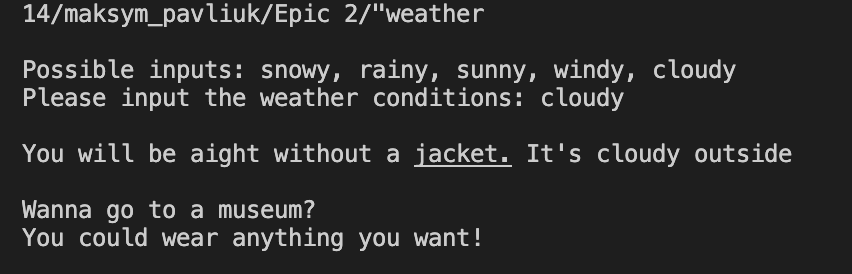 14/maksym_pavliuk/Epic 2/"weather
Possible inputs: snowy, rainy, sunny, windy, cloudy
Please input the weather conditions: cloudy
You will be aight without a jacket. It's cloudy outside
Wanna go to a museum?
You could wear anything you want!